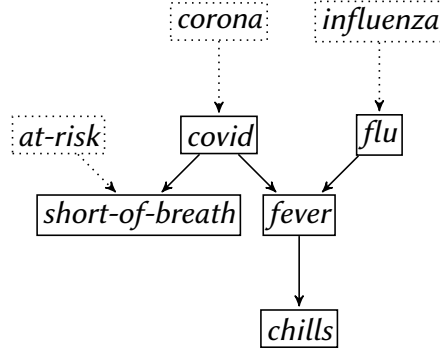 corona
influenza
at-risk
covid
flu
short-of-breath
fever
chills